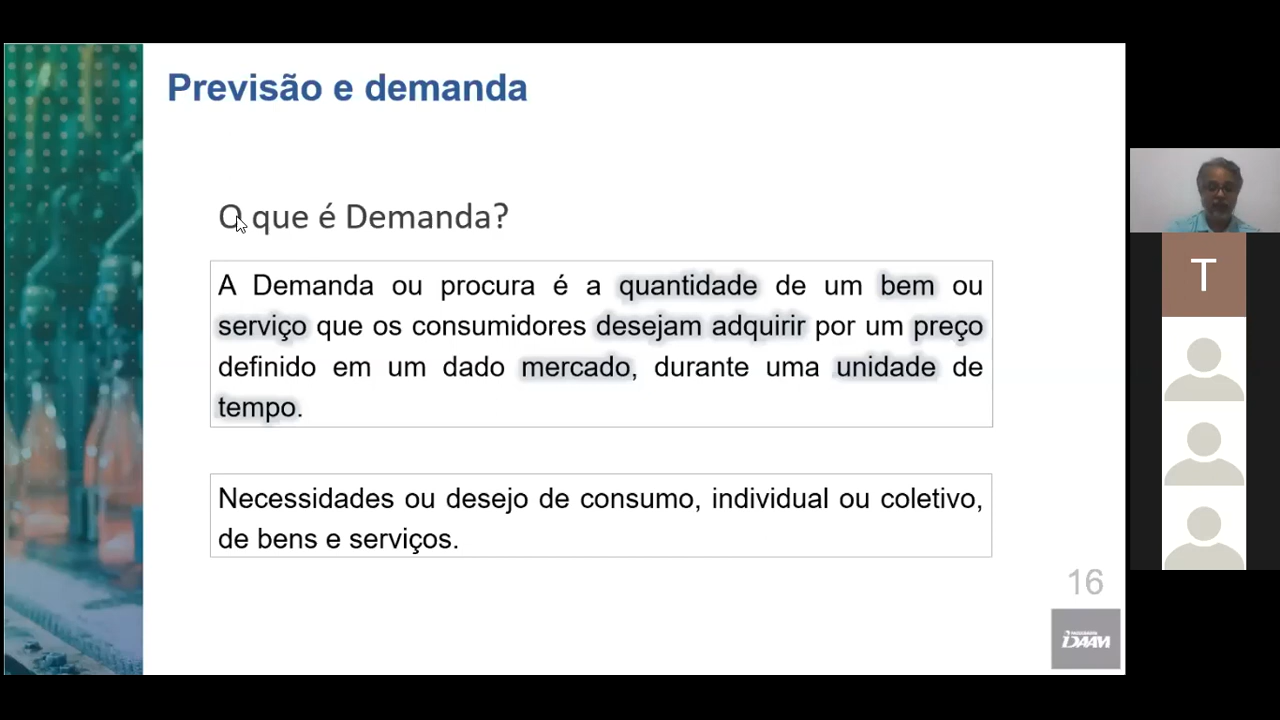 Previsão e demanda
O que é Demanda?
A Demanda ou procura é a quantidade de um bem ou
serviço que os consumidores desejam adquirir por um preço
definido em um dado mercado, durante uma unidade de
tempo.
Necessidades ou desejo de consumo, individual ou coletivo,
de bens e serviços.
16
IDAAM
T